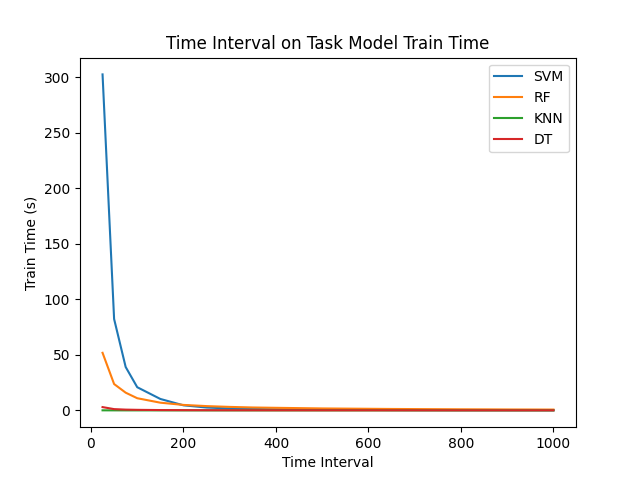 Time Interval on Task Model Train Time
Train Time (s)
300
250
200
150
100
50
0
0 200 400 600 800 1000
Time Interval
SVM
RF
KNN
DT